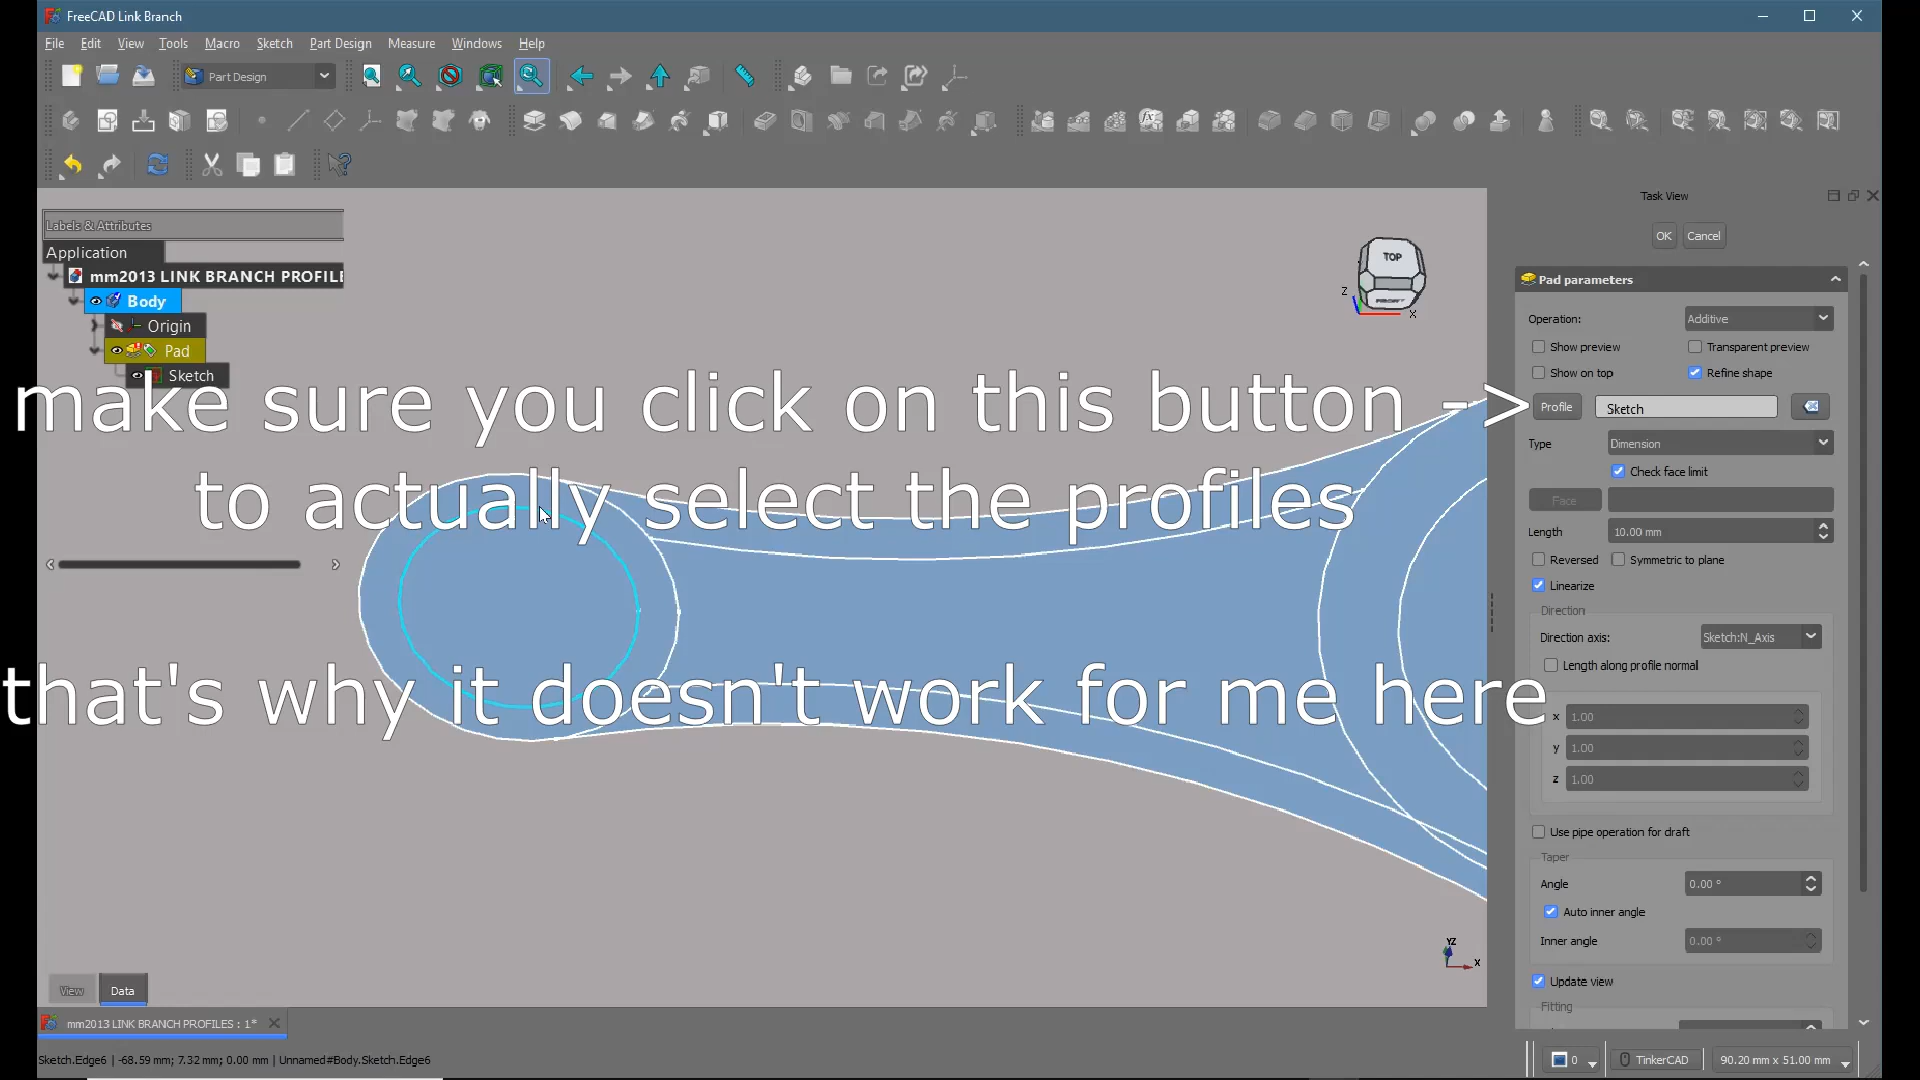 FreeCAD Link Branch
File Edit View Tools Macro Sketch Part Design Measure Windows Help
Part Design
Labels & Attributes
Application
mm2013 LINK BRANCH PROFILE
Body
Origin
Pad
Sketch
TOP
FRONT
Z
X
make sure you click on this button ->
to actually select the profiles
that's why it doesn't work for me here
Task View
OK Cancel
Pad parameters
Operation: Additive
Show preview Transparent preview
Show on top Refine shape
Profile Sketch
Type Dimension
Check face limit
Face
Length 10.00 mm
Reversed Symmetric to plane
Linearize
Direction
Direction axis: Sketch:N_Axis
Length along profile normal
x 1.00
y 1.00
z 1.00
Use pipe operation for draft
Taper
Angle 0.00 °
Auto inner angle
Inner angle 0.00 °
Update view
Fitting
YZ
X
View Data
mm2013 LINK BRANCH PROFILES : 1*
Sketch.Edge6 | -68.59 mm; 7.32 mm; 0.00 mm | Unnamed#Body.Sketch.Edge6
0 TinkerCAD 90.20 mm x 51.00 mm